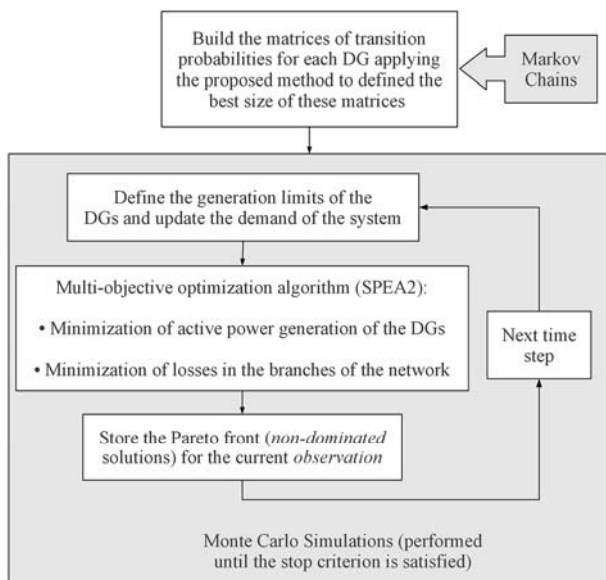 Build the matrices of transition
probabilities for each DG applying
the proposed method to defined the
best size of these matrices
Markov
Chains
Define the generation limits of the
DGs and update the demand of the system
Multi-objective optimization algorithm (SPEA2):
• Minimization of active power generation of the DGs
• Minimization of losses in the branches of the network
Next time
step
Store the Pareto front (non-dominated
solutions) for the current observation
Monte Carlo Simulations (performed
until the stop criterion is satisfied)